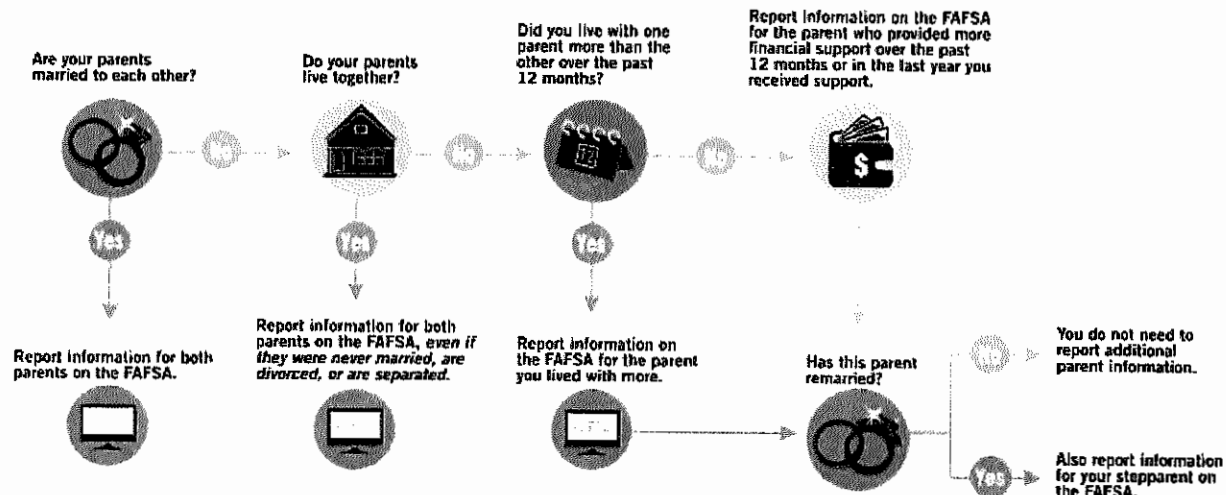 Are your parents
married to each other?
No
Yes
Report information for both
parents on the FAFSA.
Do your parents
live together?
No
Yes
Report information for both
parents on the FAFSA, even if
they were never married, are
divorced, or are separated.
Did you live with one
parent more than the
other over the past
12 months?
12
No
Yes
Report information on
the FAFSA for the parent
you lived with more.
Report Information on the FAFSA
for the parent who provided more
financial support over the past
12 months or in the last year you
received support.
$
Has this parent
remarried?
No
You do not need to
report additional
parent information.
Yes
Also report information
for your stepparent on
the FAFSA.